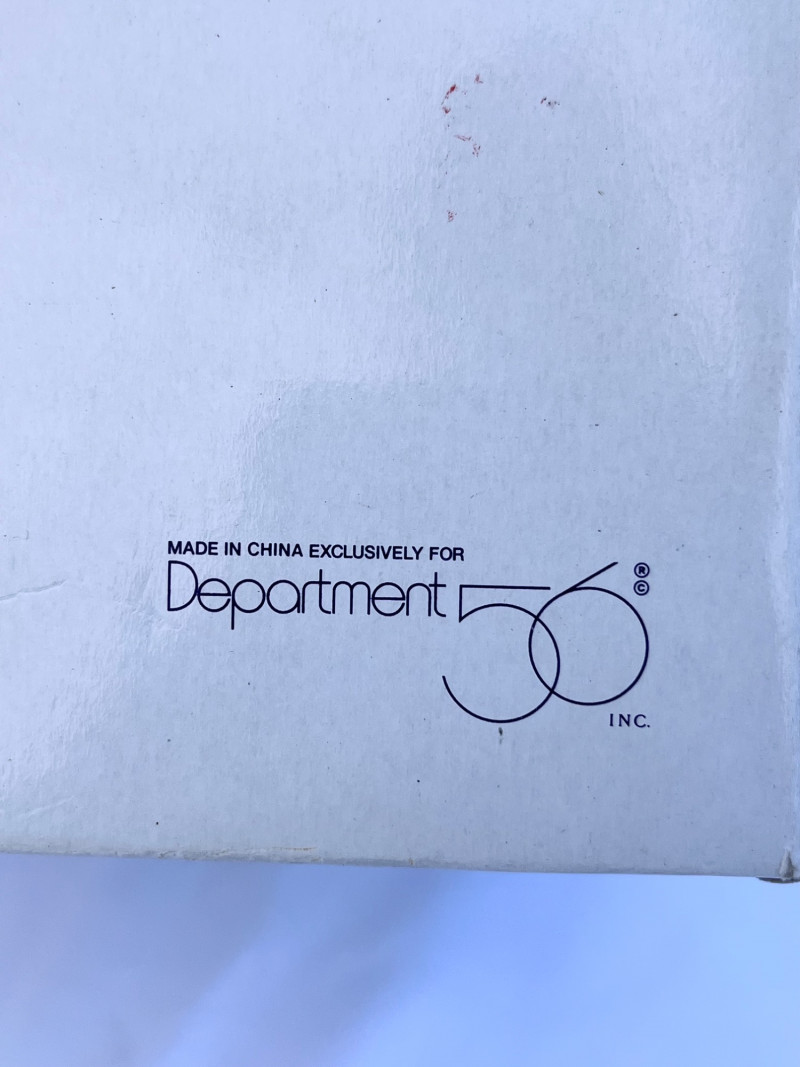 MADE IN CHINA EXCLUSIVELY FOR
Department 56 ® ©
INC.